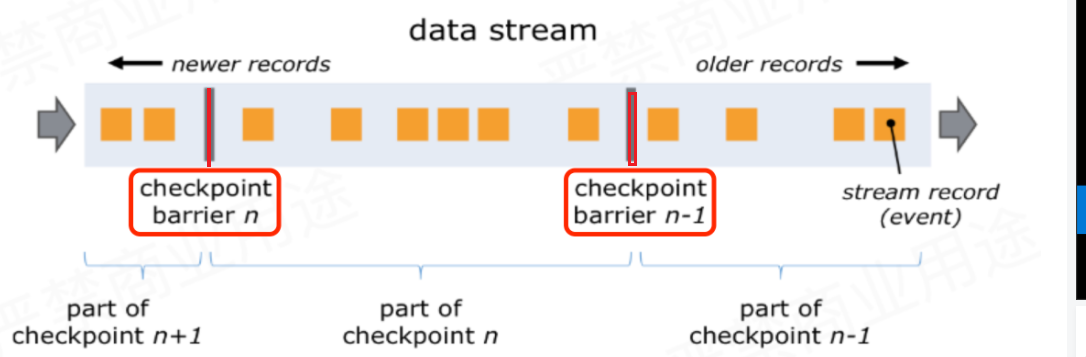 data stream
newer records
older records
checkpoint
barrier n
checkpoint
barrier n-1
stream record
(event)
part of
checkpoint n+1
part of
checkpoint n
part of
checkpoint n-1
严禁商业用途